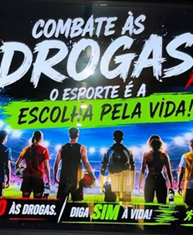 COMBATE ÀS
DROGAS
O ESPORTE É A
ESCOLHA PELA VIDA!
ÀS DROGAS. DIGA SIM À VIDA!